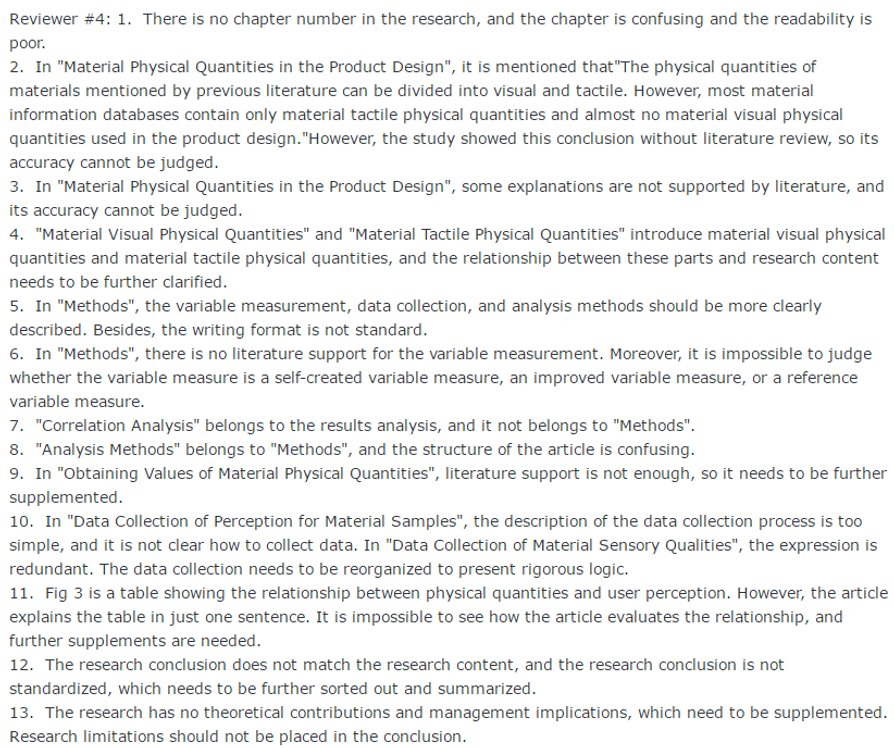 Reviewer #4: 1.  There is no chapter number in the research, and the chapter is confusing and the readability is
poor.
2.  In "Material Physical Quantities in the Product Design", it is mentioned that"The physical quantities of
materials mentioned by previous literature can be divided into visual and tactile. However, most material
information databases contain only material tactile physical quantities and almost no material visual physical
quantities used in the product design."However, the study showed this conclusion without literature review, so its
accuracy cannot be judged.
3.  In "Material Physical Quantities in the Product Design", some explanations are not supported by literature, and
its accuracy cannot be judged.
4.  "Material Visual Physical Quantities" and "Material Tactile Physical Quantities" introduce material visual physical
quantities and material tactile physical quantities, and the relationship between these parts and research content
needs to be further clarified.
5.  In "Methods", the variable measurement, data collection, and analysis methods should be more clearly
described. Besides, the writing format is not standard.
6.  In "Methods", there is no literature support for the variable measurement. Moreover, it is impossible to judge
whether the variable measure is a self-created variable measure, an improved variable measure, or a reference
variable measure.
7.  "Correlation Analysis" belongs to the results analysis, and it not belongs to "Methods".
8.  "Analysis Methods" belongs to "Methods", and the structure of the article is confusing.
9.  In "Obtaining Values of Material Physical Quantities", literature support is not enough, so it needs to be further
supplemented.
10.  In "Data Collection of Perception for Material Samples", the description of the data collection process is too
simple, and it is not clear how to collect data. In "Data Collection of Material Sensory Qualities", the expression is
redundant. The data collection needs to be reorganized to present rigorous logic.
11.  Fig 3 is a table showing the relationship between physical quantities and user perception. However, the article
explains the table in just one sentence. It is impossible to see how the article evaluates the relationship, and
further supplements are needed.
12.  The research conclusion does not match the research content, and the research conclusion is not
standardized, which needs to be further sorted out and summarized.
13.  The research has no theoretical contributions and management implications, which need to be supplemented.
Research limitations should not be placed in the conclusion.